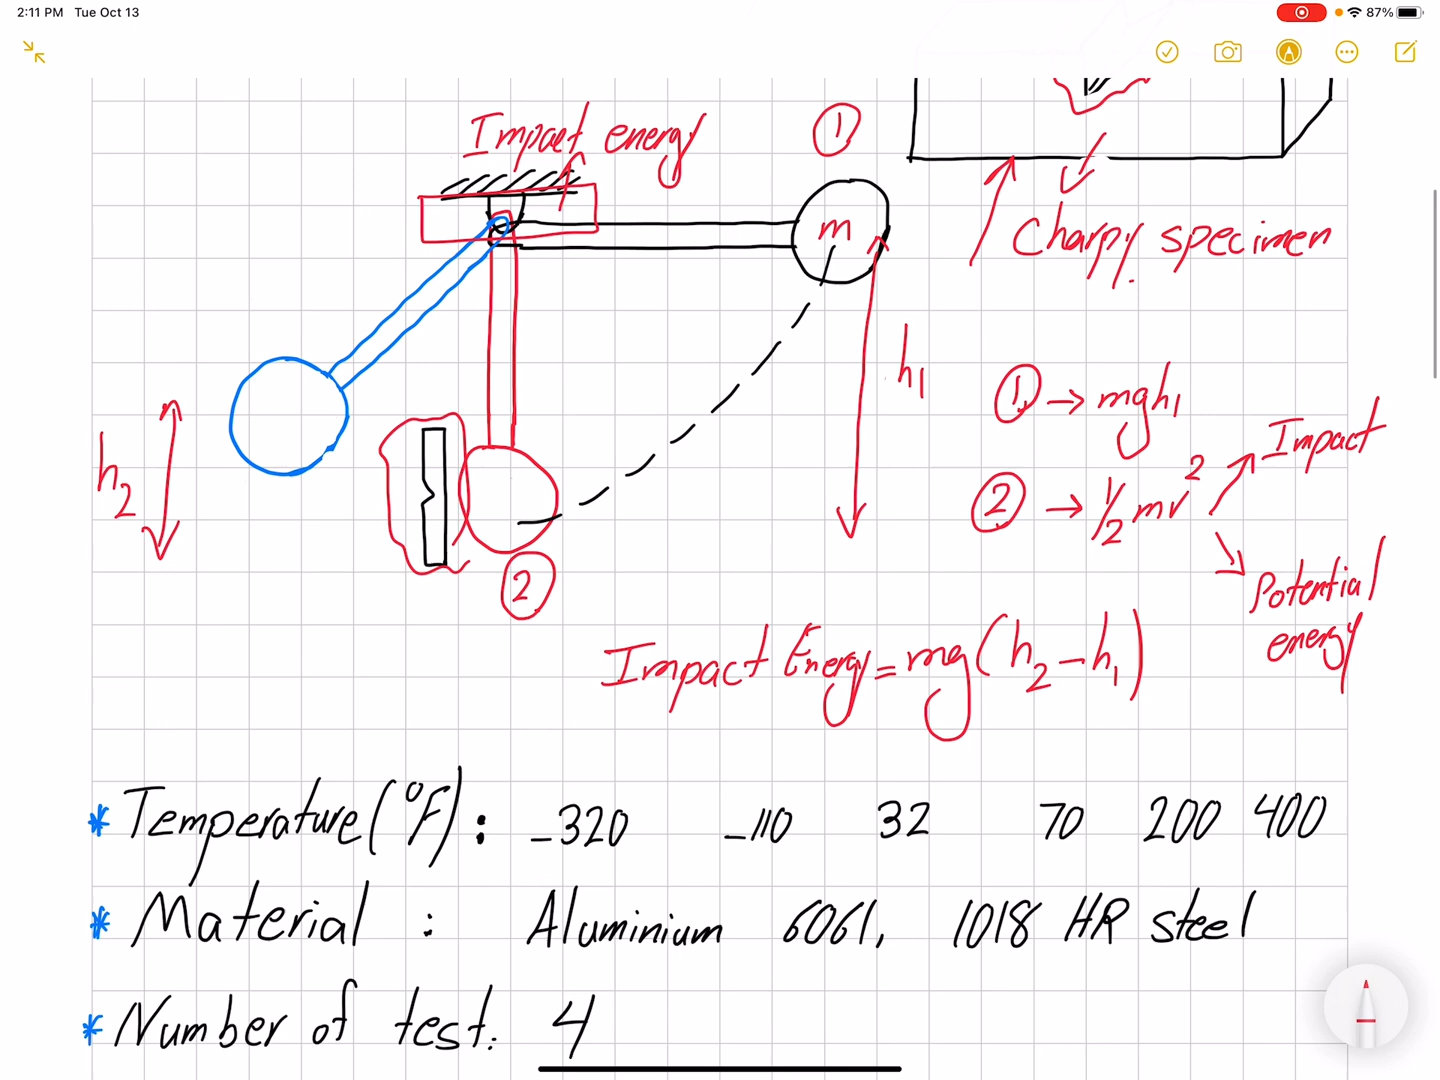 2:11 PM Tue Oct 13
87%
Impact energy
1
m
Charpy specimen
h1
1 → mgh1
Impact
h2
2 → 1/2 mv²
2
Potential energy
Impact Energy = mg(h2 - h1)
* Temperature (°F): -320 -110 32 70 200 400
* Material : Aluminium 6061, 1018 HR steel
* Number of test: 4